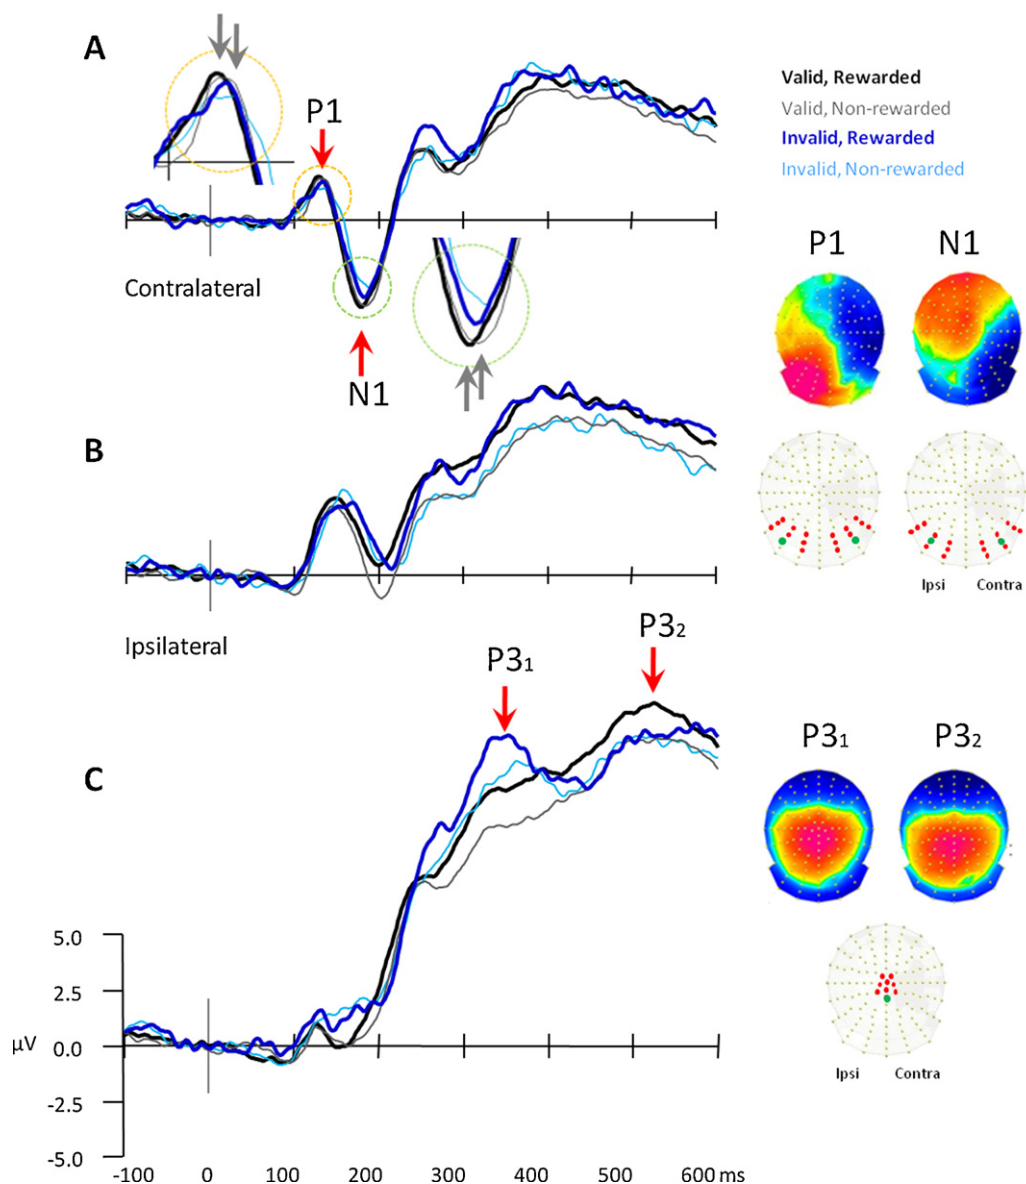 A
P1
Contralateral
N1
Valid, Rewarded
Valid, Non-rewarded
Invalid, Rewarded
Invalid, Non-rewarded
P1 N1
B
Ipsilateral
Ipsi Contra
P3₁
P3₂
C
P3₁ P3₂
Ipsi Contra
5.0
2.5
µV 0.0
-2.5
-5.0
-100 0 100 200 300 400 500 600 ms